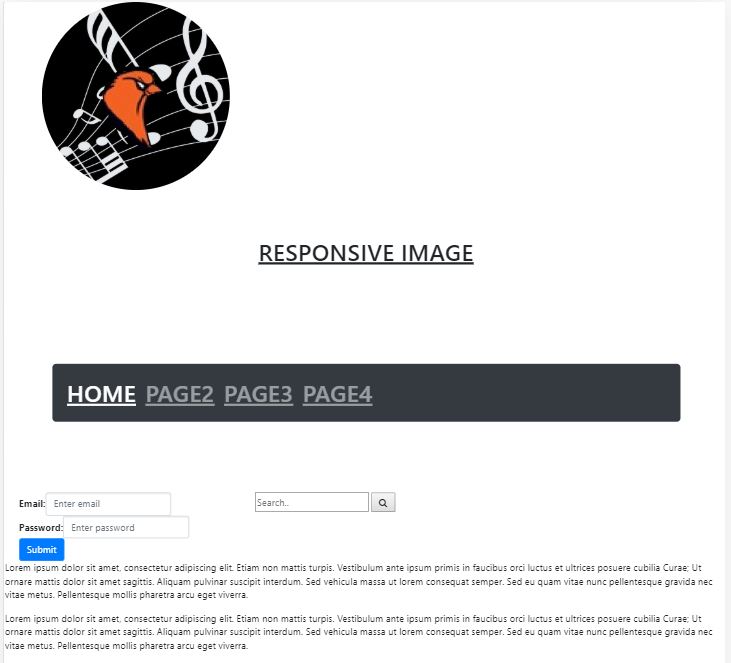 RESPONSIVE IMAGE
HOME PAGE2 PAGE3 PAGE4
Email: Enter email
Search..
Password: Enter password
Submit
Lorem ipsum dolor sit amet, consectetur adipiscing elit. Etiam non mattis turpis. Vestibulum ante ipsum primis in faucibus orci luctus et ultrices posuere cubilia Curae; Ut
ornare mattis dolor sit amet sagittis. Aliquam pulvinar suscipit interdum. Sed vehicula massa ut lorem consequat semper. Sed eu quam vitae nunc pellentesque gravida nec
vitae metus. Pellentesque mollis pharetra arcu eget viverra.
Lorem ipsum dolor sit amet, consectetur adipiscing elit. Etiam non mattis turpis. Vestibulum ante ipsum primis in faucibus orci luctus et ultrices posuere cubilia Curae; Ut
ornare mattis dolor sit amet sagittis. Aliquam pulvinar suscipit interdum. Sed vehicula massa ut lorem consequat semper. Sed eu quam vitae nunc pellentesque gravida nec
vitae metus. Pellentesque mollis pharetra arcu eget viverra.